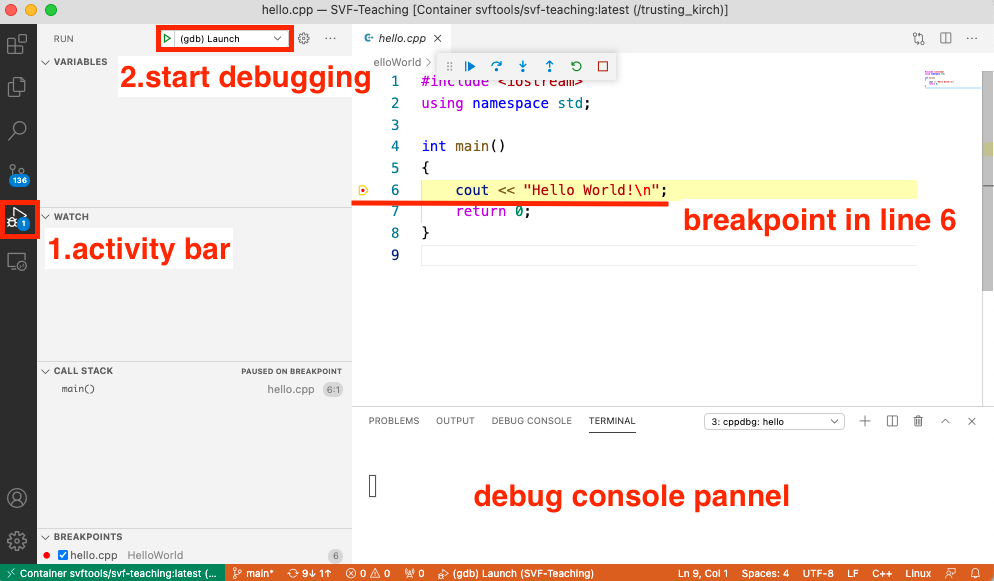 hello.cpp — SVF-Teaching [Container svftools/svf-teaching:latest (/trusting_kirch)]
RUN
(gdb) Launch
hello.cpp
VARIABLES
2.start debugging
elloWorld
1 #include <iostream>
2 using namespace std;
3
4 int main()
5 {
6 cout << "Hello World!\n";
7 return 0;
8 }
9
136
1
WATCH
1.activity bar
breakpoint in line 6
CALL STACK
PAUSED ON BREAKPOINT
main()
hello.cpp
6:1
PROBLEMS
OUTPUT
DEBUG CONSOLE
TERMINAL
3: cppdbg: hello
debug console pannel
BREAKPOINTS
hello.cpp HelloWorld
6
Container svftools/svf-teaching:latest (...
main*
9↓ 1↑
0
0
0
(gdb) Launch (SVF-Teaching)
Ln 9, Col 1
Spaces: 4
UTF-8
LF
C++
Linux